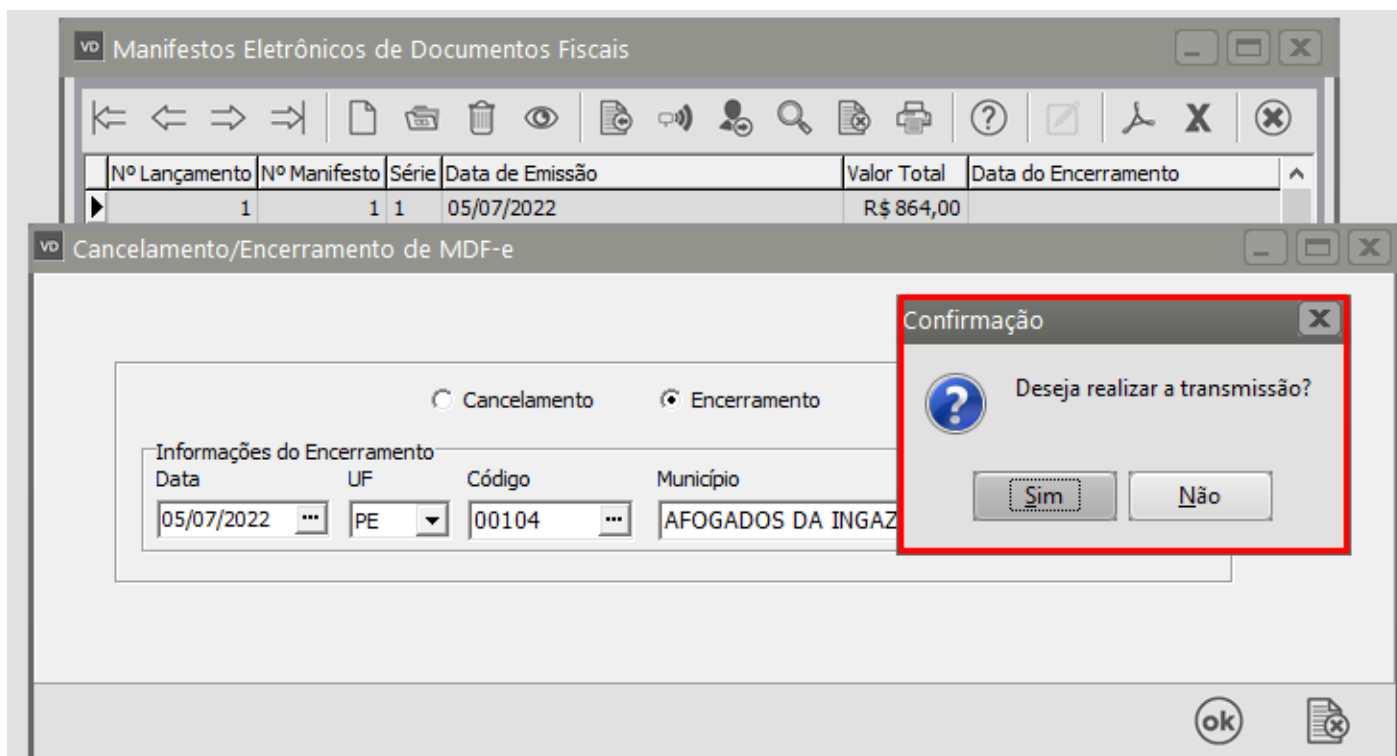 VD Manifestos Eletrônicos de Documentos Fiscais
Nº Lançamento Nº Manifesto Série Data de Emissão Valor Total Data do Encerramento
1 1 1 05/07/2022 R$ 864,00
VD Cancelamento/Encerramento de MDF-e
Confirmação
Deseja realizar a transmissão?
Sim Não
Cancelamento Encerramento
Informações do Encerramento
Data UF Código Município
05/07/2022 ... PE 00104 ... AFOGADOS DA INGAZ
ok